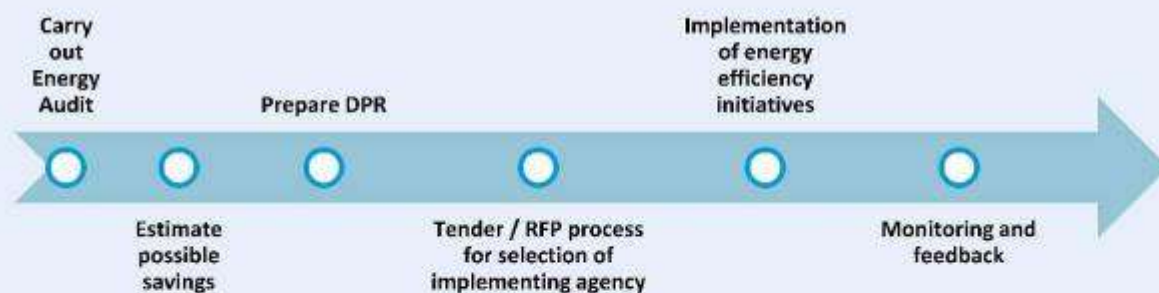 Carry
out
Energy
Audit
Estimate
possible
savings
Prepare DPR
Tender / RFP process
for selection of
implementing agency
Implementation
of energy
efficiency
initiatives
Monitoring and
feedback